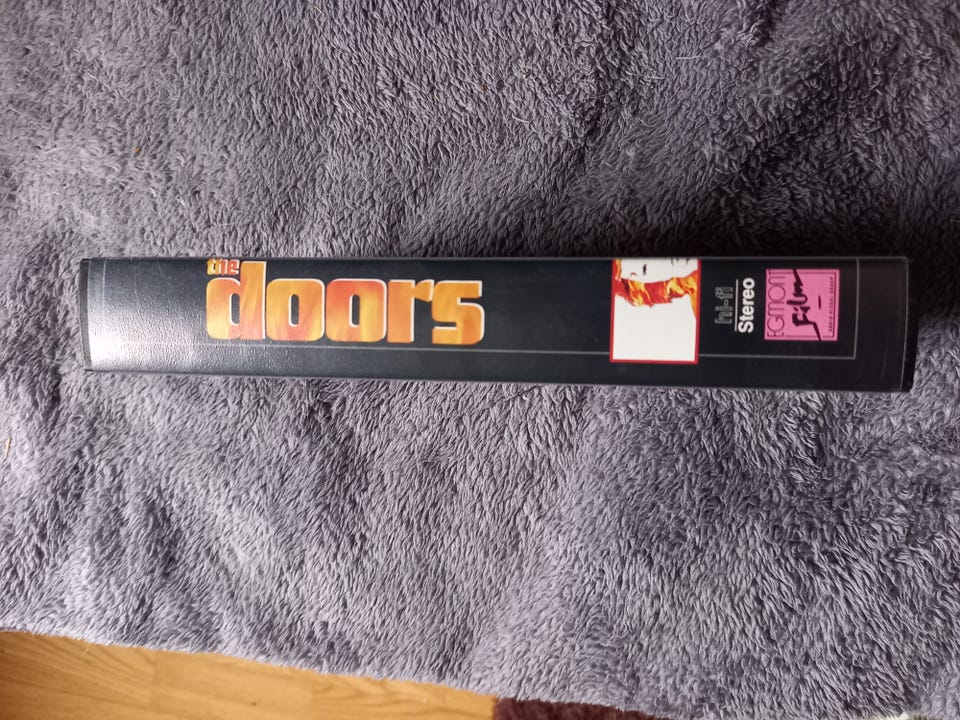 the
doors
hi-fi
Stereo
EGMONT
Film